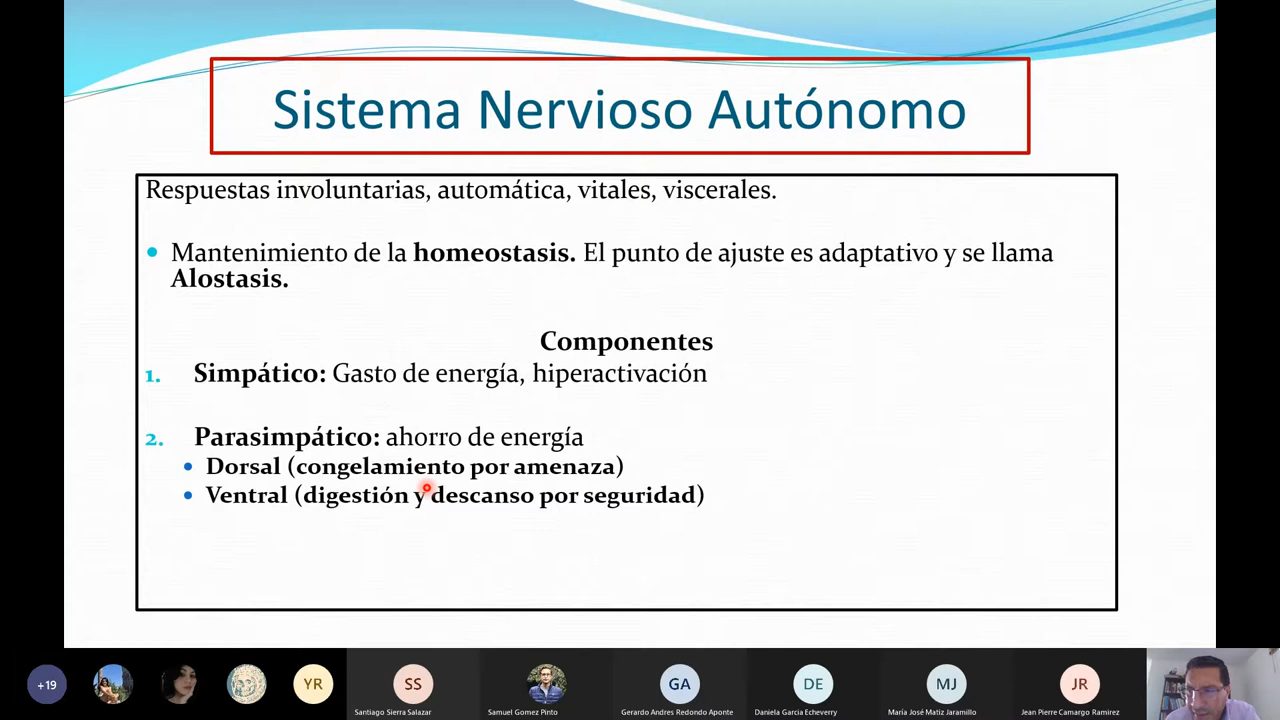 Sistema Nervioso Autónomo
Respuestas involuntarias, automática, vitales, viscerales.
• Mantenimiento de la homeostasis. El punto de ajuste es adaptativo y se llama
Alostasis.
Componentes
1. Simpático: Gasto de energía, hiperactivación
2. Parasimpático: ahorro de energía
• Dorsal (congelamiento por amenaza)
• Ventral (digestión y descanso por seguridad)
+19
YR
SS
GA
DE
MJ
JR
Santiago Sierra Salazar
Samuel Gomez Pinto
Gerardo Andres Redondo Aponte
Daniela Garcia Echeverry
María José Matiz Jaramillo
Jean Pierre Camargo Ramirez